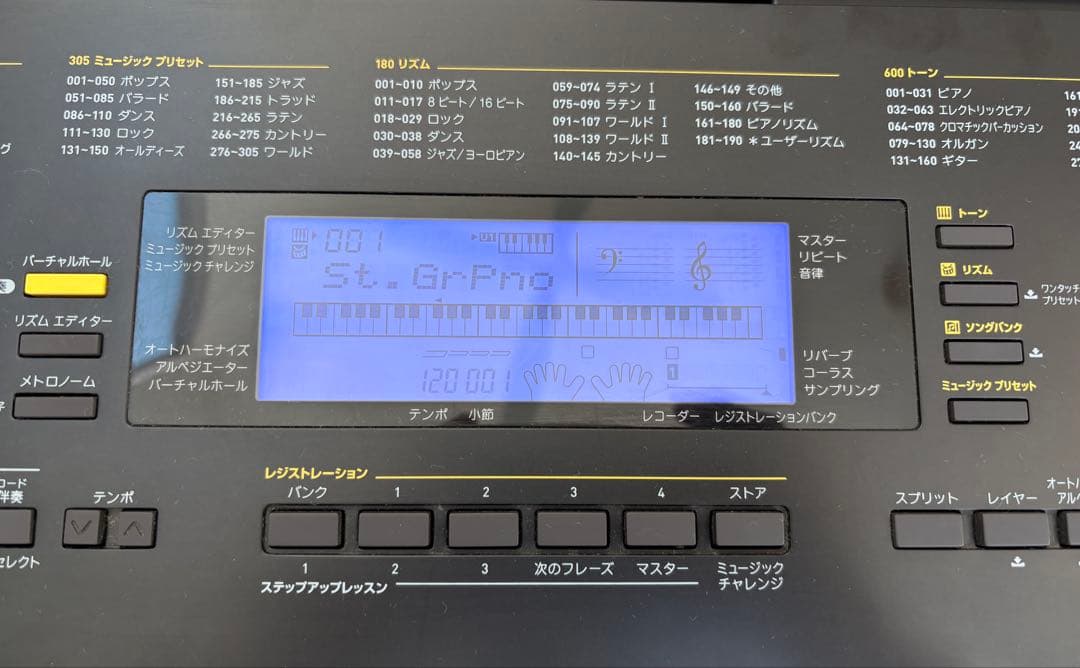 305 ミュージック プリセット
001~050 ポップス
051~085 バラード
086~110 ダンス
111~130 ロック
131~150 オールディーズ
151~185 ジャズ
186~215 トラッド
216~265 ラテン
266~275 カントリー
276~305 ワールド
180 リズム
001~010 ポップス
011~017 8ビート/16ビート
018~029 ロック
030~038 ダンス
039~058 ジャズ/ヨーロピアン
059~074 ラテン Ⅰ
075~090 ラテン Ⅱ
091~107 ワールド Ⅰ
108~139 ワールド Ⅱ
140~145 カントリー
146~149 その他
150~160 バラード
161~180 ピアノリズム
181~190 *ユーザーリズム
600 トーン
001~031 ピアノ
032~063 エレクトリックピアノ
064~078 クロマチックパーカッション
079~130 オルガン
131~160 ギター
グ
バーチャルホール
リズム エディター
メトロノーム
リズム エディター
ミュージック プリセット
ミュージック チャレンジ
001
U1
St.GrPno
マスター
リピート
音律
オートハーモナイズ
アルペジエーター
バーチャルホール
120 001
1
リバーブ
コーラス
サンプリング
テンポ 小節
レコーダー レジストレーションバンク
トーン
リズム
ワンタッチ
プリセット
ソングバンク
ミュージック プリセット
コード
伴奏
セレクト
テンポ
レジストレーション
バンク 1 2 3 4 ストア
1 2 3 次のフレーズ マスター ミュージック
チャレンジ
ステップアップレッスン
スプリット レイヤー